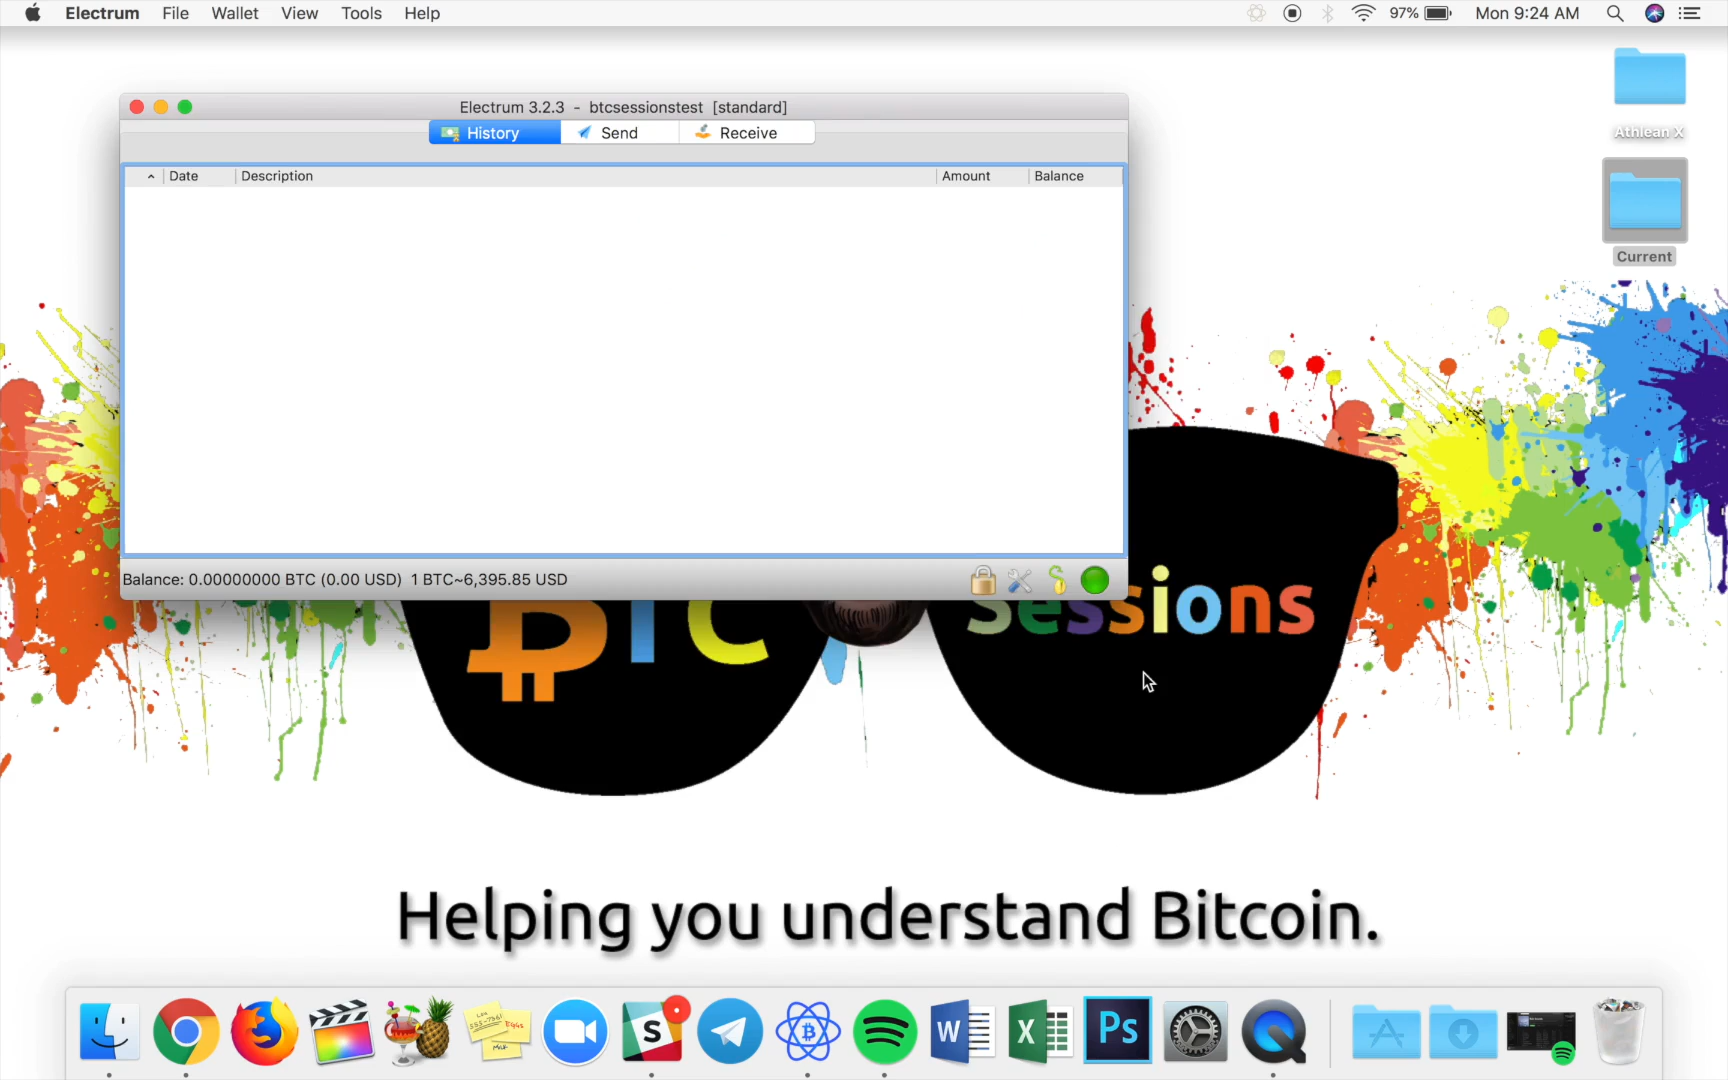 Electrum File Wallet View Tools Help 97% Mon 9:24 AM
Athlean X
Current
Electrum 3.2.3 - btcsessionstest [standard]
History Send Receive
Date Description Amount Balance
Balance: 0.00000000 BTC (0.00 USD) 1 BTC~6,395.85 USD
BTC Sessions
Helping you understand Bitcoin.
S W X Ps